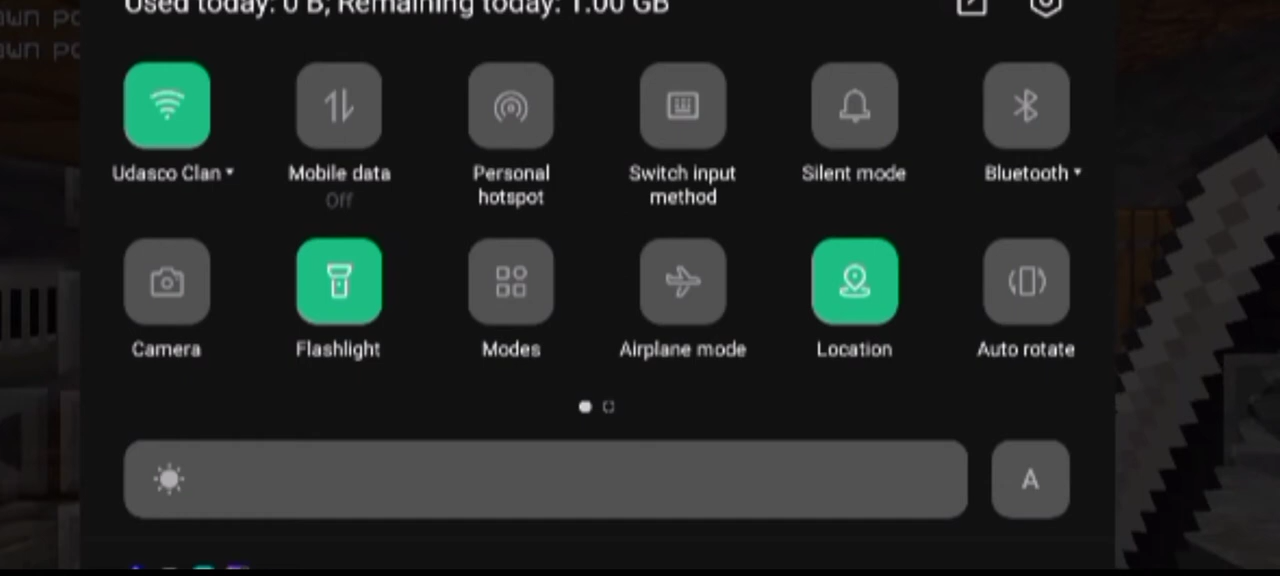 Used today: 0 B; Remaining today: 1.00 GB
Udasco Clan
Mobile data
Off
Personal
hotspot
Switch input
method
Silent mode
Bluetooth
Camera
Flashlight
Modes
Airplane mode
Location
Auto rotate
A